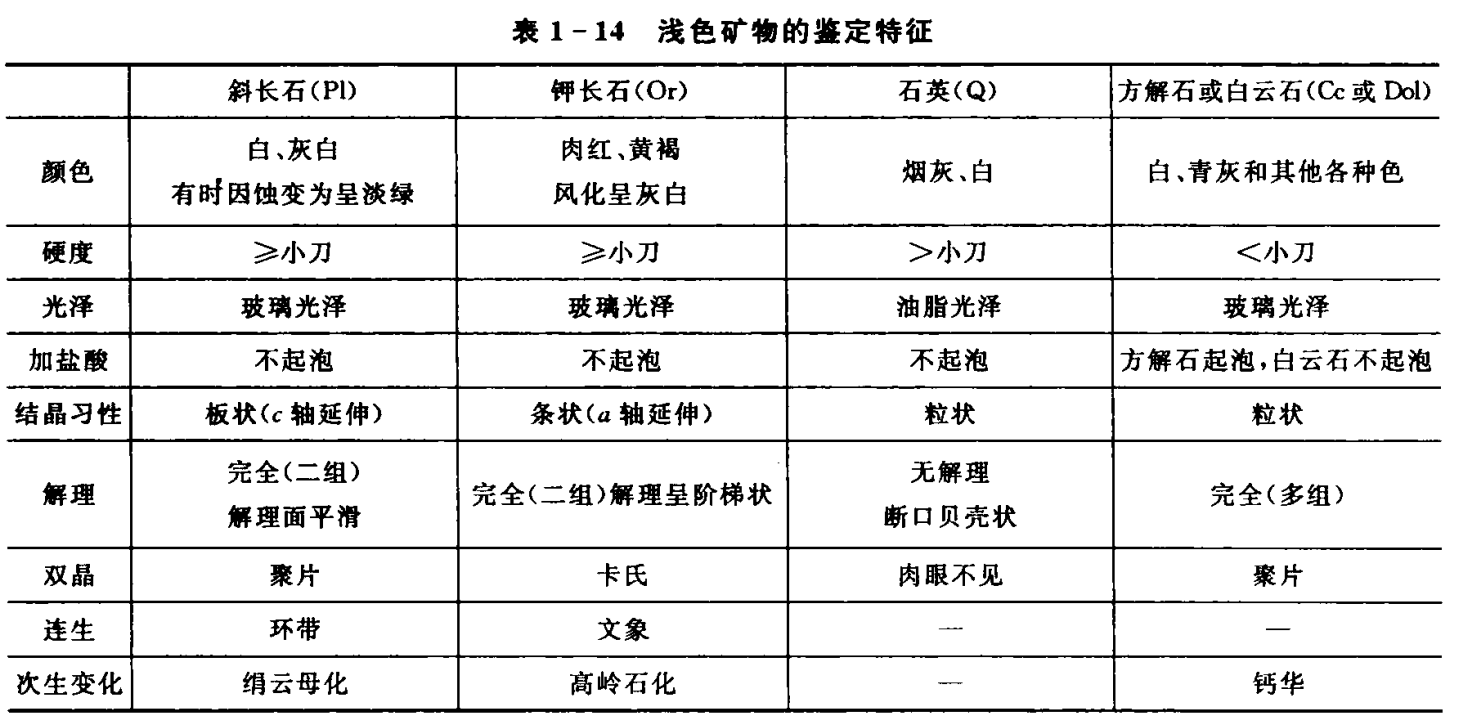 表 1-14 浅色矿物的鉴定特征
斜长石(Pl) 钾长石(Or) 石英(Q) 方解石或白云石(Cc 或 Dol)
颜色 白、灰白 有时因蚀变为呈淡绿 肉红、黄褐 风化呈灰白 烟灰、白 白、青灰和其他各种色
硬度 ≥小刀 ≥小刀 >小刀 <小刀
光泽 玻璃光泽 玻璃光泽 油脂光泽 玻璃光泽
加盐酸 不起泡 不起泡 不起泡 方解石起泡,白云石不起泡
结晶习性 板状(c 轴延伸) 条状(a 轴延伸) 粒状 粒状
解理 完全(二组) 解理面平滑 完全(二组)解理呈阶梯状 无解理 断口贝壳状 完全(多组)
双晶 聚片 卡氏 肉眼不见 聚片
连生 环带 文象 — —
次生变化 绢云母化 高岭石化 — 钙华